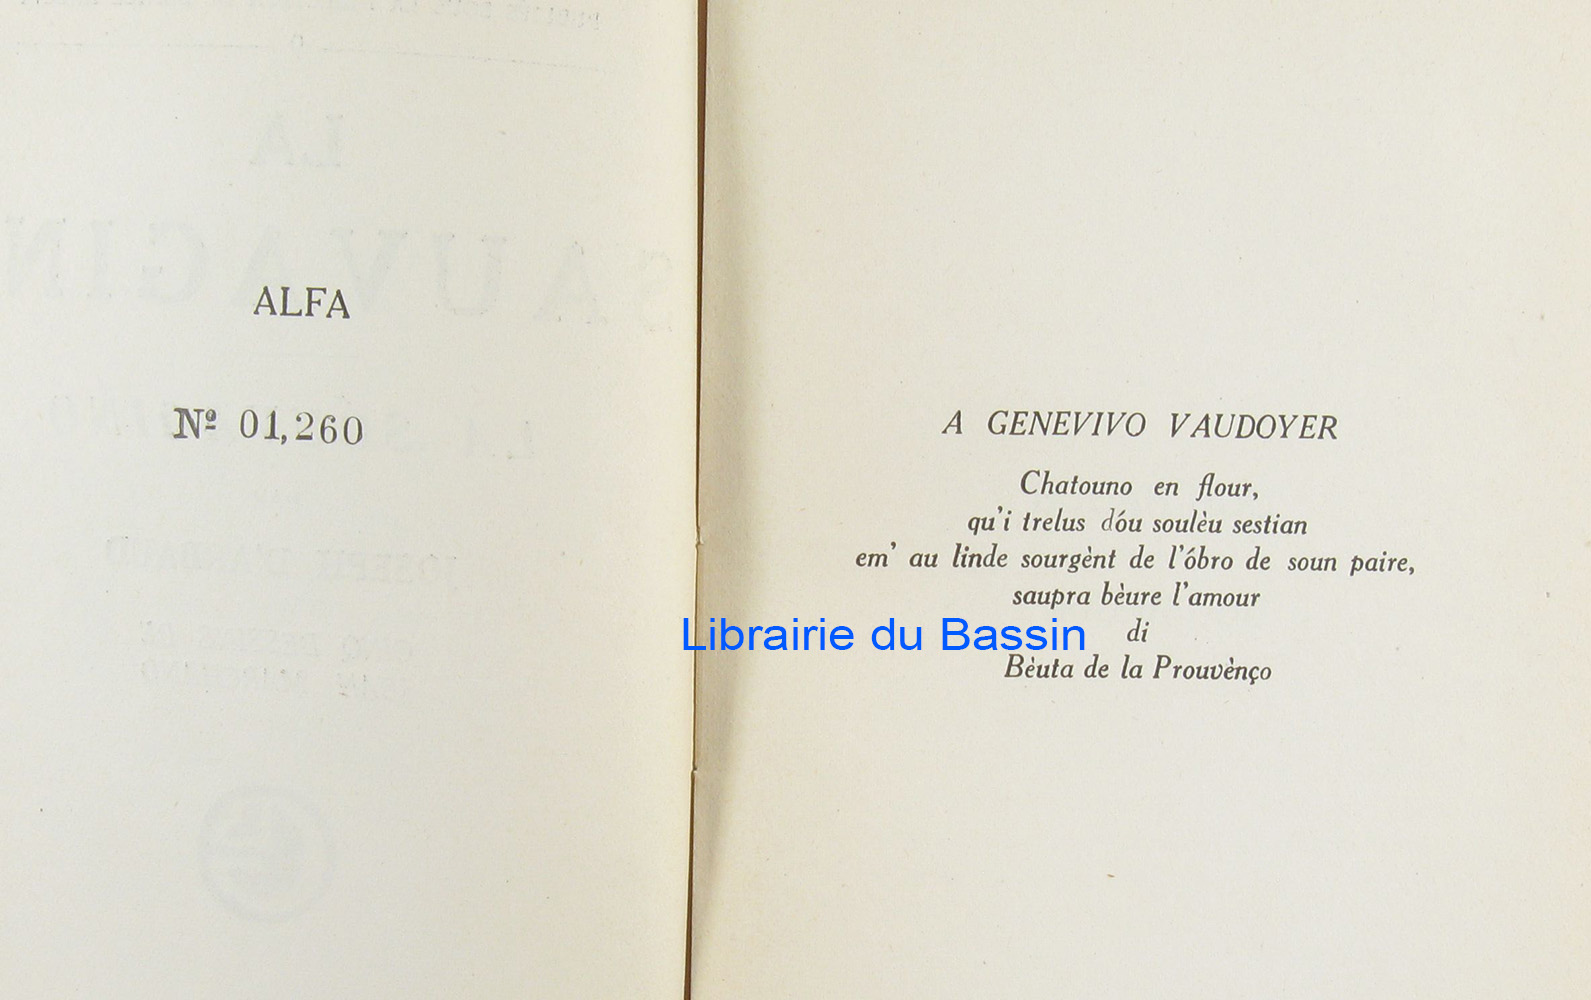 ALFA
Nº 01,260
A GENEVIVO VAUDOYER
Chatouno en flour,
qu'i trelus dóu soulèu sestian
em' au linde sourgènt de l'óbro de soun paire,
saupra bèure l'amour
di
Bèuta de la Prouvènço
Librairie du Bassin